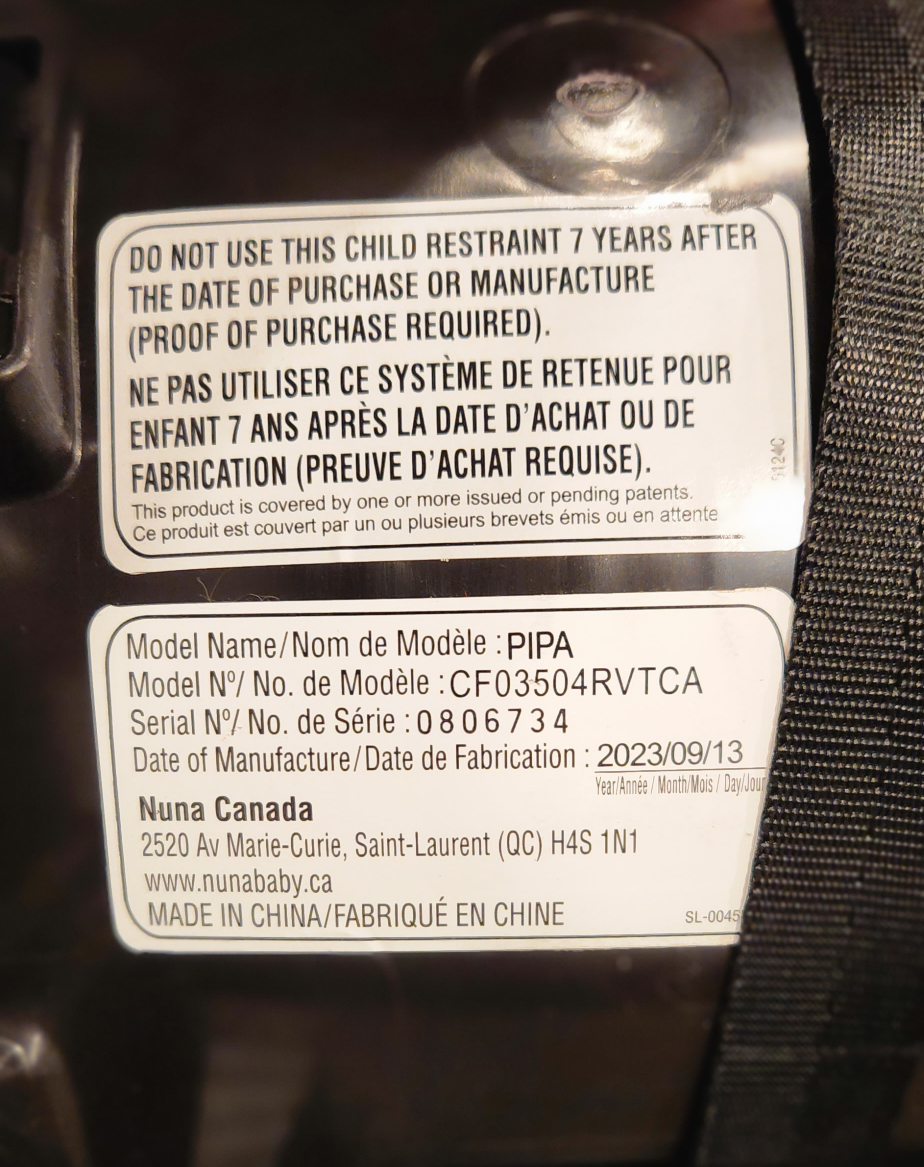 DO NOT USE THIS CHILD RESTRAINT 7 YEARS AFTER
THE DATE OF PURCHASE OR MANUFACTURE
(PROOF OF PURCHASE REQUIRED).
NE PAS UTILISER CE SYSTÈME DE RETENUE POUR
ENFANT 7 ANS APRÈS LA DATE D'ACHAT OU DE
FABRICATION (PREUVE D'ACHAT REQUISE).
This product is covered by one or more issued or pending patents.
Ce produit est couvert par un ou plusieurs brevets émis ou en attente
Model Name/Nom de Modèle : PIPA
Model Nº/ No. de Modèle : CF03504RVTCA
Serial Nº/ No. de Série : 0806734
Date of Manufacture/Date de Fabrication : 2023/09/13
Year/Année / Month/Mois / Day/Jour
Nuna Canada
2520 Av Marie-Curie, Saint-Laurent (QC) H4S 1N1
www.nunababy.ca
MADE IN CHINA/FABRIQUÉ EN CHINE
SL-0045